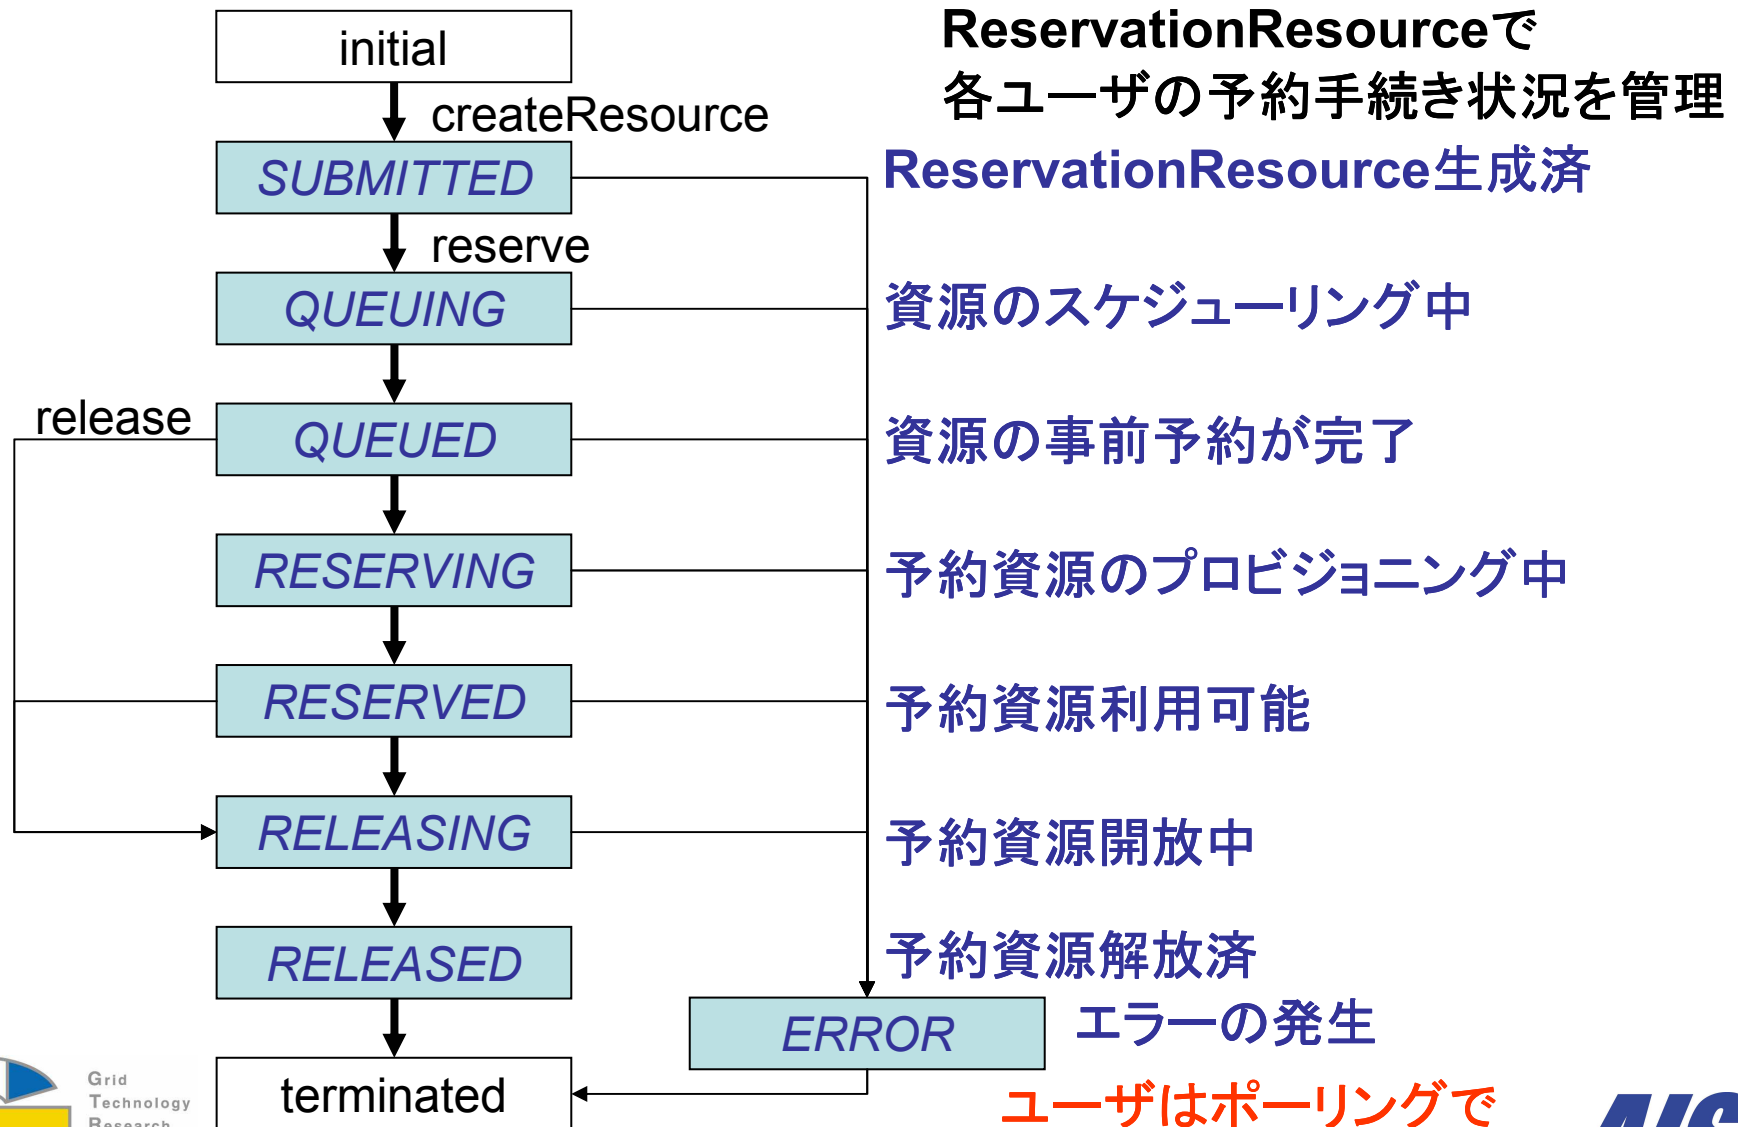 ReservationResourceで
各ユーザの予約手続き状況を管理
initial
createResource
SUBMITTED
ReservationResource生成済
reserve
QUEUING
資源のスケジューリング中
release
QUEUED
資源の事前予約が完了
RESERVING
予約資源のプロビジョニング中
RESERVED
予約資源利用可能
RELEASING
予約資源開放中
RELEASED
予約資源解放済
ERROR
エラーの発生
terminated
ユーザはポーリングで
Grid
Technology
Research